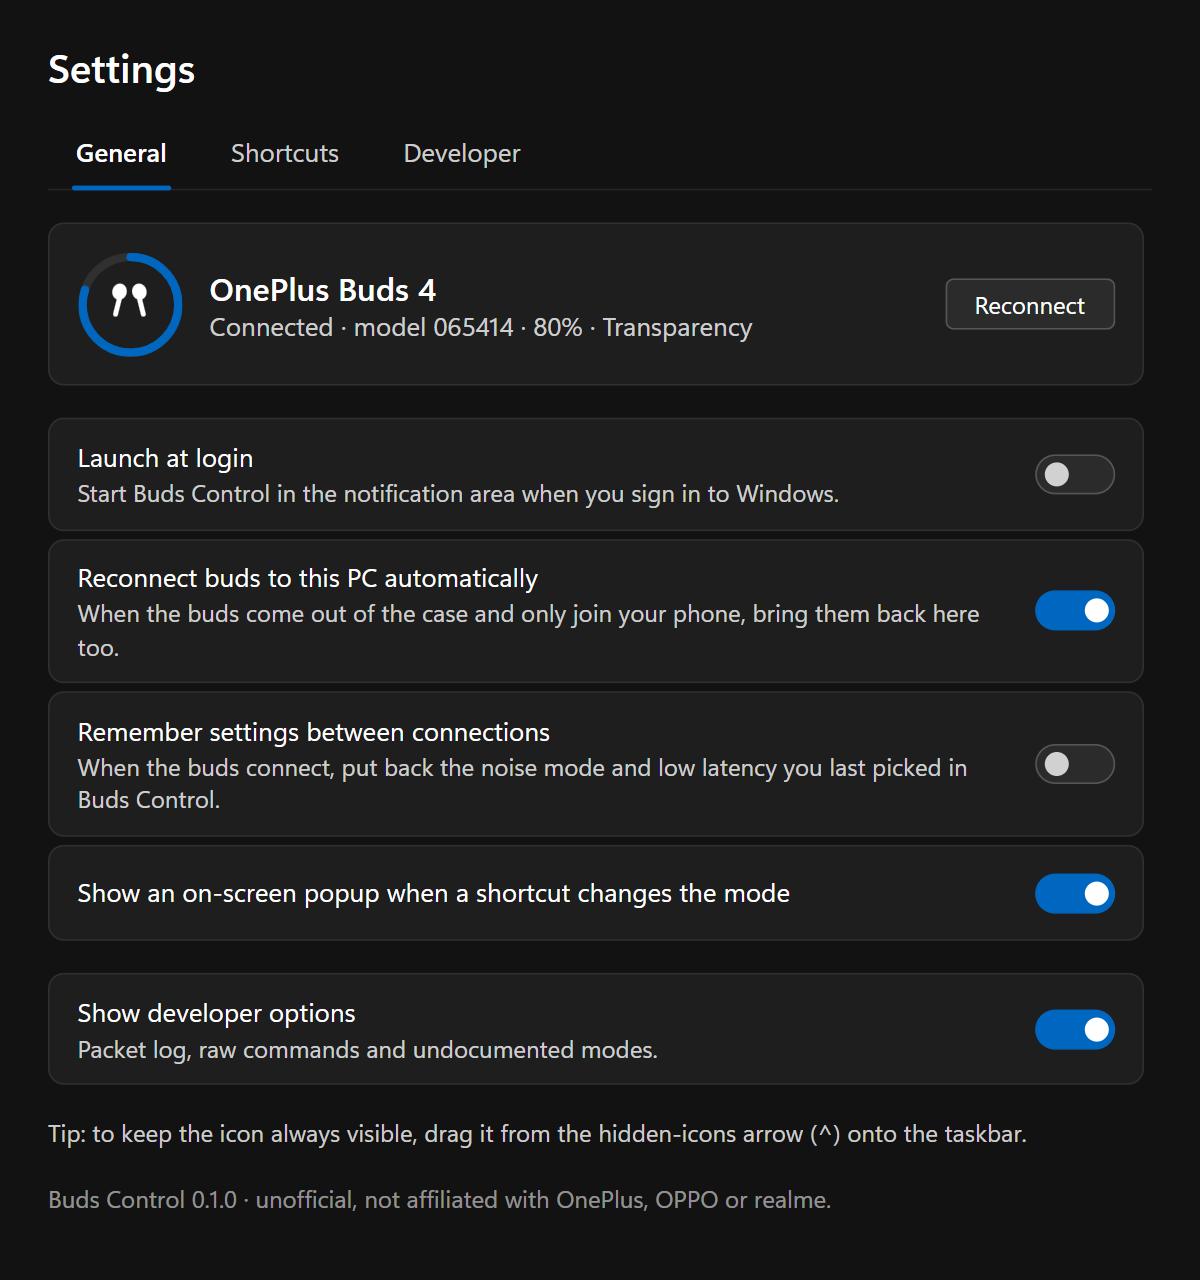 Settings
General
Shortcuts
Developer
OnePlus Buds 4
Connected · model 065414 · 80% · Transparency
Reconnect
Launch at login
Start Buds Control in the notification area when you sign in to Windows.
Reconnect buds to this PC automatically
When the buds come out of the case and only join your phone, bring them back here
too.
Remember settings between connections
When the buds connect, put back the noise mode and low latency you last picked in
Buds Control.
Show an on-screen popup when a shortcut changes the mode
Show developer options
Packet log, raw commands and undocumented modes.
Tip: to keep the icon always visible, drag it from the hidden-icons arrow (^) onto the taskbar.
Buds Control 0.1.0 · unofficial, not affiliated with OnePlus, OPPO or realme.